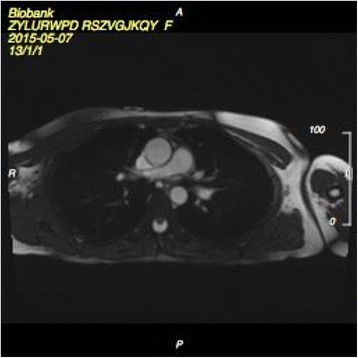 Biobank
ZYLURWPD RSZVGJKQY F
2015-05-07
13/1/1
A
100
R
0
P